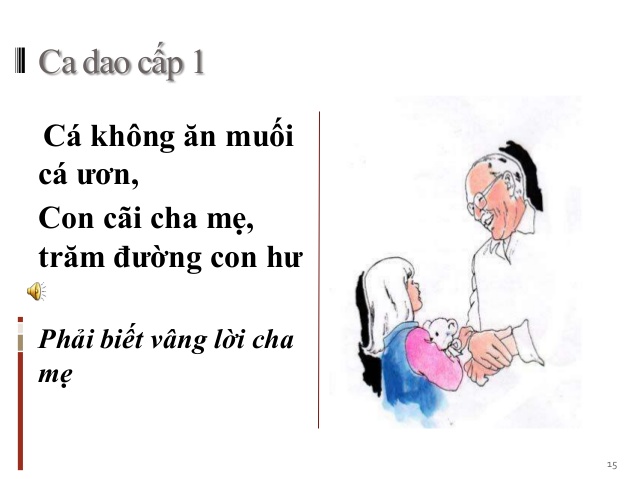 Ca dao cấp 1
Cá không ăn muối
cá ươn,
Con cãi cha mẹ,
trăm đường con hư
Phải biết vâng lời cha
mẹ
15